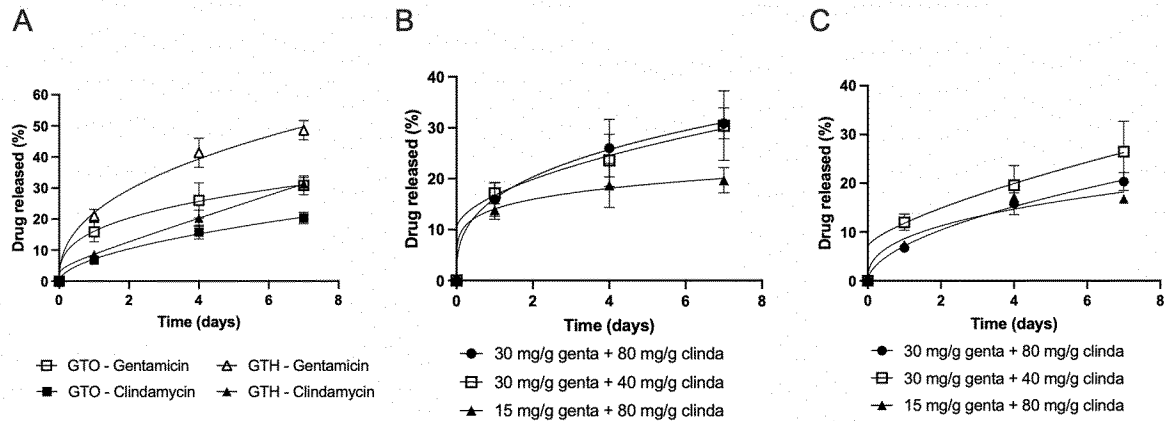 A
B
C
Drug released (%)
60
50
40
30
20
10
0
0 2 4 6 8
Time (days)
GTO - Gentamicin
GTH - Gentamicin
GTO - Clindamycin
GTH - Clindamycin
Drug released (%)
40
30
20
10
0
0 2 4 6 8
Time (days)
30 mg/g genta + 80 mg/g clinda
30 mg/g genta + 40 mg/g clinda
15 mg/g genta + 80 mg/g clinda
Drug released (%)
40
30
20
10
0
0 2 4 6 8
Time (days)
30 mg/g genta + 80 mg/g clinda
30 mg/g genta + 40 mg/g clinda
15 mg/g genta + 80 mg/g clinda